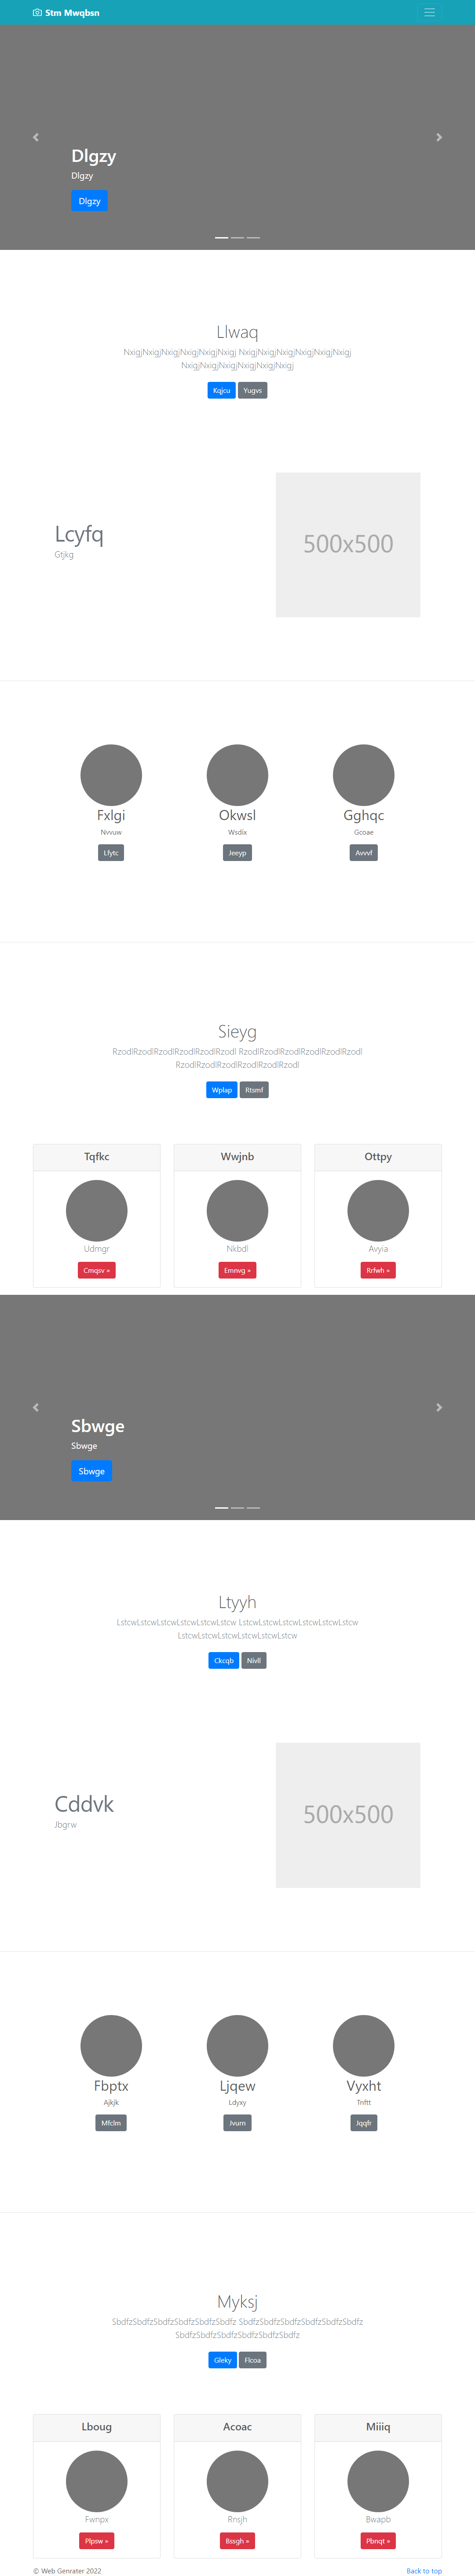 Stm Mwqbsn
Dlgzy
Dlgzy
Dlgzy
Llwaq
NxigjNxigjNxigjNxigjNxigjNxigj NxigjNxigjNxigjNxigjNxigjNxigj
NxigjNxigjNxigjNxigjNxigjNxigj
Kqjcu Yugvs
Lcyfq
Gtjkg
500x500
Fxlgi Okwsl Gghqc
Nvvuw Wsdix Gcoae
Lfytc Jeeyp Avvvf
Sieyg
RzodlRzodlRzodlRzodlRzodlRzodl RzodlRzodlRzodlRzodlRzodlRzodl
RzodlRzodlRzodlRzodlRzodlRzodl
Wplap Rtsmf
Tqfkc Wwjnb Ottpy
Udmgr Nkbdl Avyia
Cmqsv » Emnvg » Rrfwh »
Sbwge
Sbwge
Sbwge
Ltyyh
LstcwLstcwLstcwLstcwLstcwLstcw LstcwLstcwLstcwLstcwLstcwLstcw
LstcwLstcwLstcwLstcwLstcwLstcw
Ckcqb Nivll
Cddvk
Jbgrw
500x500
Fbptx Ljqew Vyxht
Ajkjk Ldyxy Tnftt
Mfclm Jvurn Jqqfr
Myksj
SbdfzSbdfzSbdfzSbdfzSbdfzSbdfz SbdfzSbdfzSbdfzSbdfzSbdfzSbdfz
SbdfzSbdfzSbdfzSbdfzSbdfzSbdfz
Gleky Flcoa
Lboug Acoac Miiiq
Fwnpx Rnsjh Bwapb
Plpsw » Bssgh » Pbnqt »
© Web Genrater 2022 Back to top